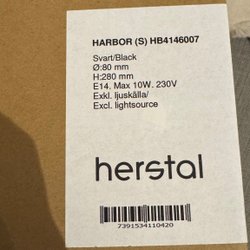 HARBOR (S) HB4146007
Svart/Black
Ø:80 mm
H:280 mm
E14. Max 10W. 230V
Exkl. ljuskälla/
Excl. lightsource
herstal
7391534110420